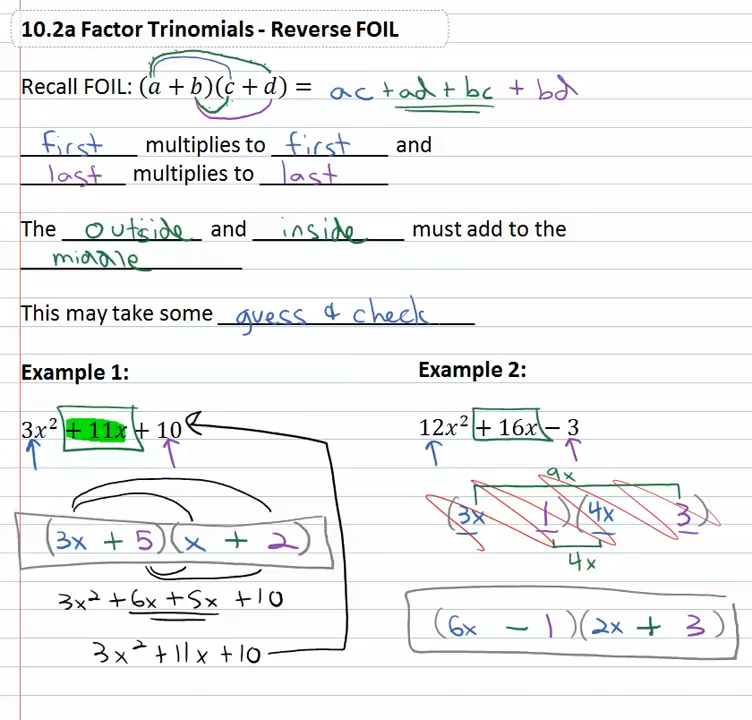 10.2a Factor Trinomials - Reverse FOIL
Recall FOIL: (a + b)(c + d) = ac + ad + bc + bd
first multiplies to first and
last multiplies to last
The outside and inside must add to the
middle
This may take some guess & check
Example 1:
3x² + 11x + 10
(3x + 5)(x + 2)
3x² + 6x + 5x + 10
3x² + 11x + 10
Example 2:
12x² + 16x − 3
9x
(3x 1)(4x 3)
4x
(6x − 1)(2x + 3)